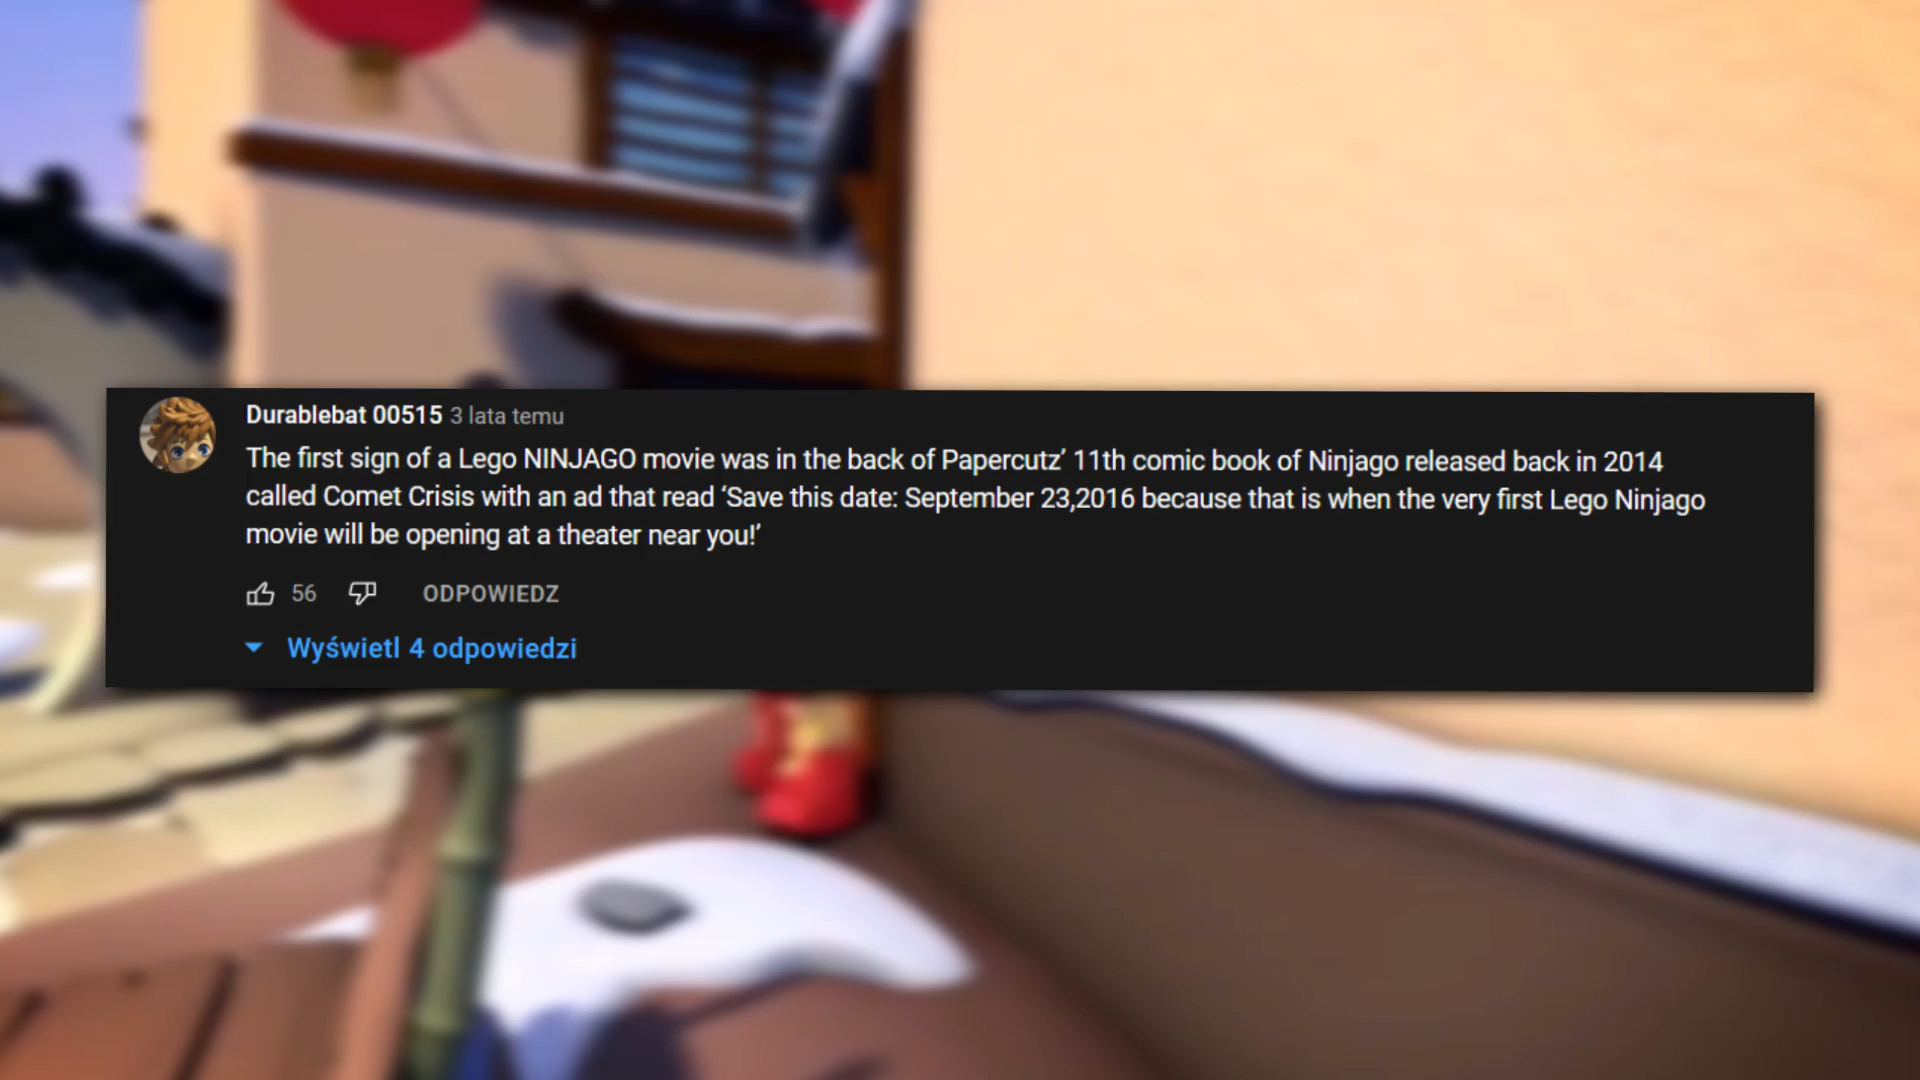 Durablebat 00515 3 lata temu
The first sign of a Lego NINJAGO movie was in the back of Papercutz’ 11th comic book of Ninjago released back in 2014
called Comet Crisis with an ad that read ‘Save this date: September 23,2016 because that is when the very first Lego Ninjago
movie will be opening at a theater near you!’
56 ODPOWIEDZ
Wyświetl 4 odpowiedzi